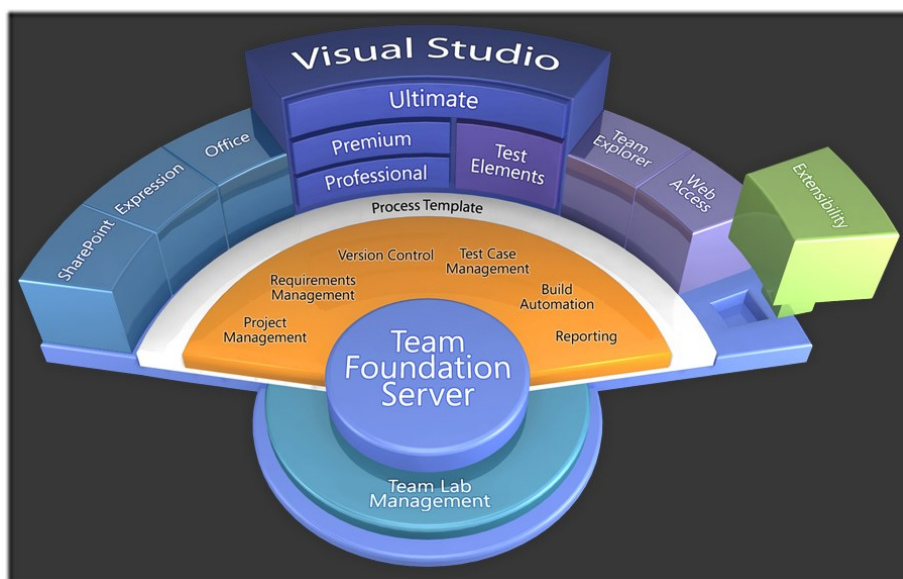 Visual Studio
Ultimate
Premium
Professional
Test
Elements
Office
Expression
SharePoint
Team
Explorer
Web
Access
Extensibility
Process Template
Version Control
Test Case
Management
Requirements
Management
Build
Automation
Project
Management
Reporting
Team
Foundation
Server
Team Lab
Management